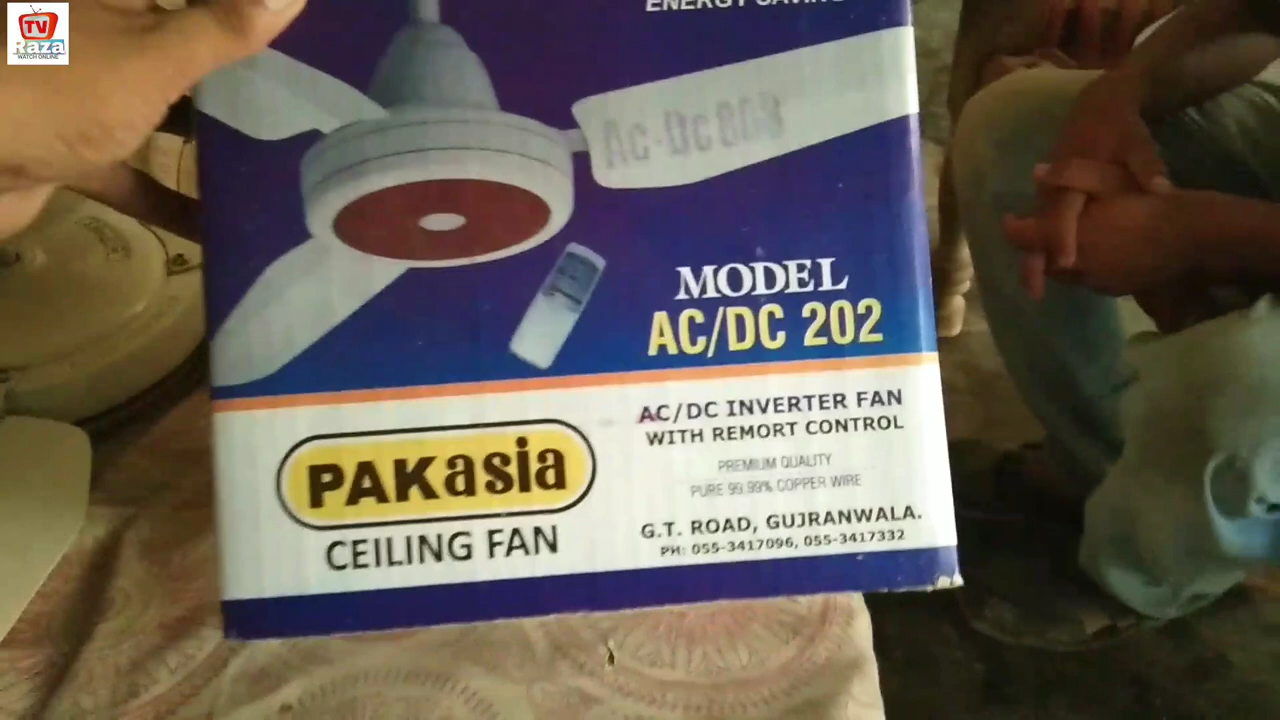 TV
Raza
WATCH ONLINE
ENERGY SAVING
Ac-Dc
MODEL
AC/DC 202
AC/DC INVERTER FAN
WITH REMORT CONTROL
PREMIUM QUALITY
PURE 99.99% COPPER WIRE
PAKasia
CEILING FAN
G.T. ROAD, GUJRANWALA.
PH: 055-3417096, 055-3417332